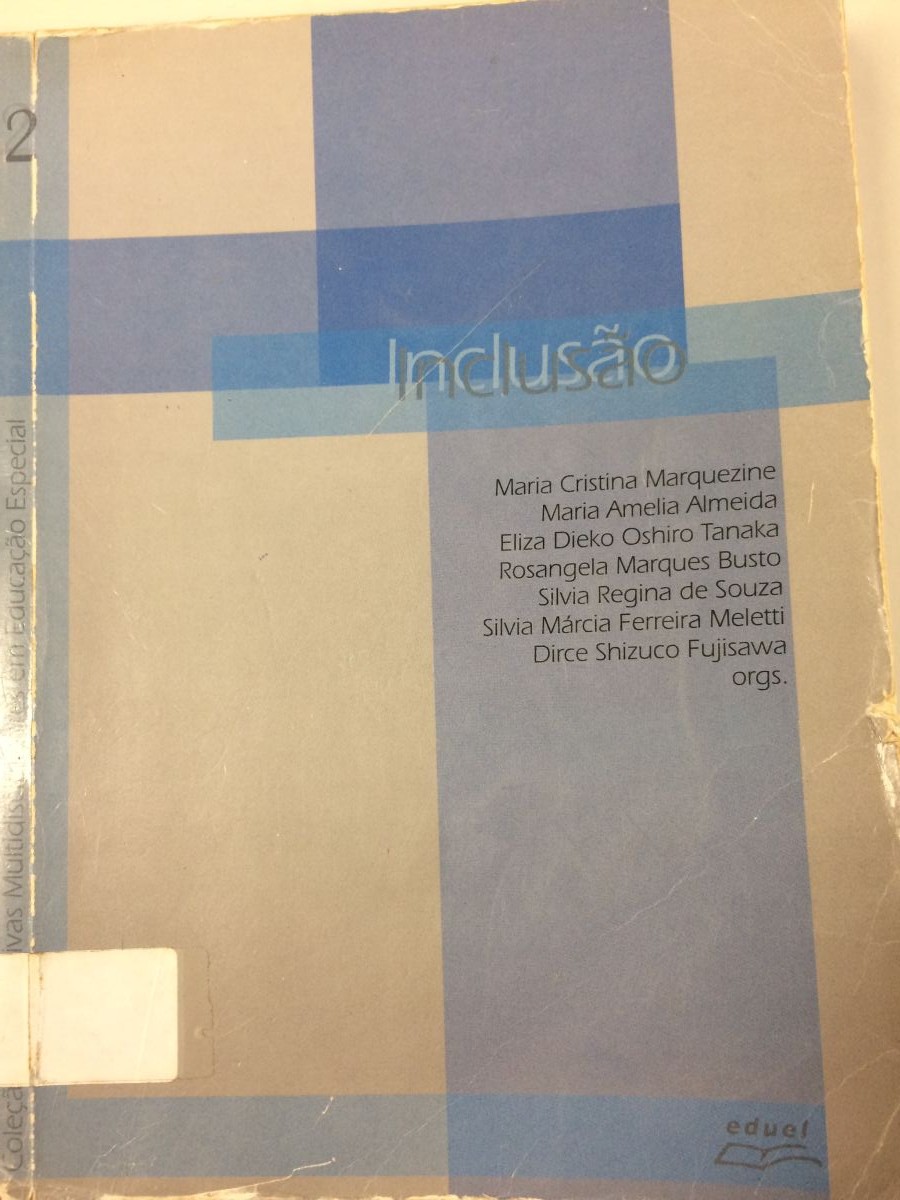 2
Coleção
ivas Multidisciplinares em Educação Especial
Inclusão
Maria Cristina Marquezine
Maria Amelia Almeida
Eliza Dieko Oshiro Tanaka
Rosangela Marques Busto
Silvia Regina de Souza
Silvia Márcia Ferreira Meletti
Dirce Shizuco Fujisawa
orgs.
eduel